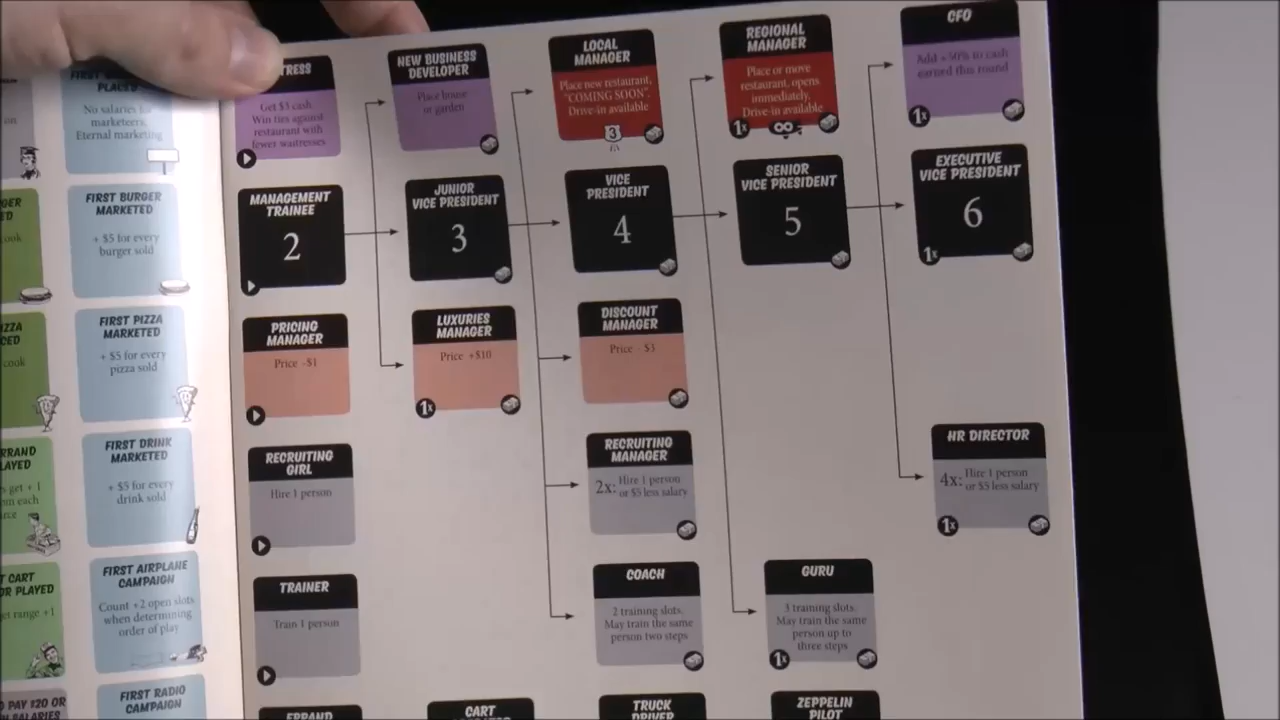 on
No salaries for
marketeers,
Eternal marketing
TRESS
Get $3 cash.
Win ties against
restaurant with
fewer waitresses
NEW BUSINESS
DEVELOPER
Place house
or garden
LOCAL
MANAGER
Place new restaurant,
"COMING SOON".
Drive-in available
3
REGIONAL
MANAGER
Place or move
restaurant, opens
immediately.
Drive-in available
1x
∞
CFO
Add +50% to cash
earned this round
1x
cook
FIRST BURGER
MARKETED
+ $5 for every
burger sold
MANAGEMENT
TRAINEE
2
JUNIOR
VICE PRESIDENT
3
VICE
PRESIDENT
4
SENIOR
VICE PRESIDENT
5
EXECUTIVE
VICE PRESIDENT
6
1x
cook
FIRST PIZZA
MARKETED
+ $5 for every
pizza sold
PRICING
MANAGER
Price -$1
LUXURIES
MANAGER
Price +$10
1x
DISCOUNT
MANAGER
Price - $3
FIRST DRINK
MARKETED
+ $5 for every
drink sold
RECRUITING
GIRL
Hire 1 person
RECRUITING
MANAGER
2x: Hire 1 person
or $5 less salary
HR DIRECTOR
4x: Hire 1 person
or $5 less salary
1x
FIRST AIRPLANE
CAMPAIGN
Count +2 open slots
when determining
order of play
TRAINER
Train 1 person
COACH
2 training slots.
May train the same
person two steps
GURU
3 training slots.
May train the same
person up to
three steps
1x
PAY $20 OR
SALARIES
FIRST RADIO
CAMPAIGN
ERRAND
CART
TRUCK
DRIVER
ZEPPELIN
PILOT